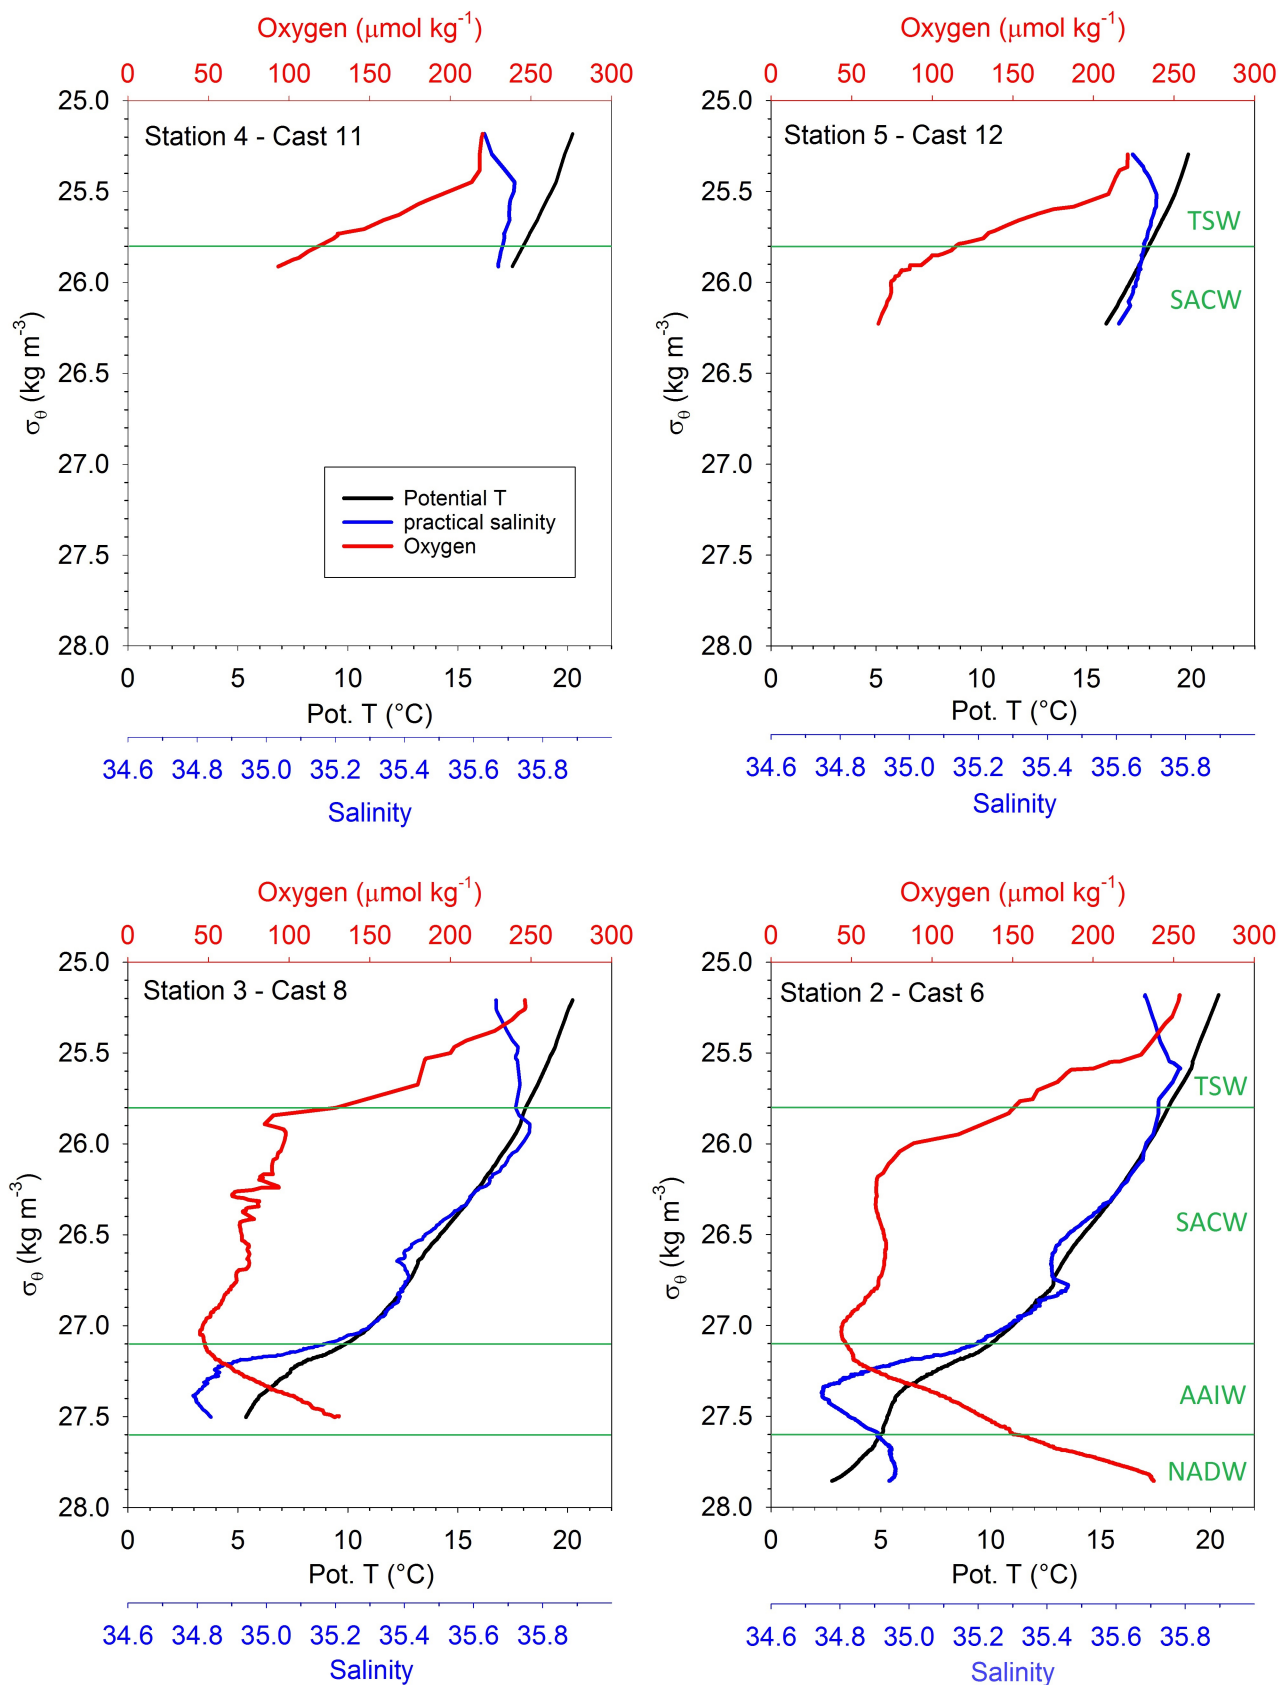 Oxygen (μmol kg-1)
0 50 100 150 200 250 300
25.0
Station 4 - Cast 11
25.5
26.0
26.5
27.0
27.5
28.0
σθ (kg m-3)
Potential T
practical salinity
Oxygen
0 5 10 15 20
Pot. T (°C)
34.6 34.8 35.0 35.2 35.4 35.6 35.8
Salinity
Oxygen (μmol kg-1)
0 50 100 150 200 250 300
25.0
Station 5 - Cast 12
25.5
TSW
26.0
SACW
26.5
27.0
27.5
28.0
σθ (kg m-3)
0 5 10 15 20
Pot. T (°C)
34.6 34.8 35.0 35.2 35.4 35.6 35.8
Salinity
Oxygen (μmol kg-1)
0 50 100 150 200 250 300
25.0
Station 3 - Cast 8
25.5
26.0
26.5
27.0
27.5
28.0
σθ (kg m-3)
0 5 10 15 20
Pot. T (°C)
34.6 34.8 35.0 35.2 35.4 35.6 35.8
Salinity
Oxygen (μmol kg-1)
0 50 100 150 200 250 300
25.0
Station 2 - Cast 6
25.5
TSW
26.0
SACW
26.5
27.0
AAIW
27.5
NADW
28.0
σθ (kg m-3)
0 5 10 15 20
Pot. T (°C)
34.6 34.8 35.0 35.2 35.4 35.6 35.8
Salinity